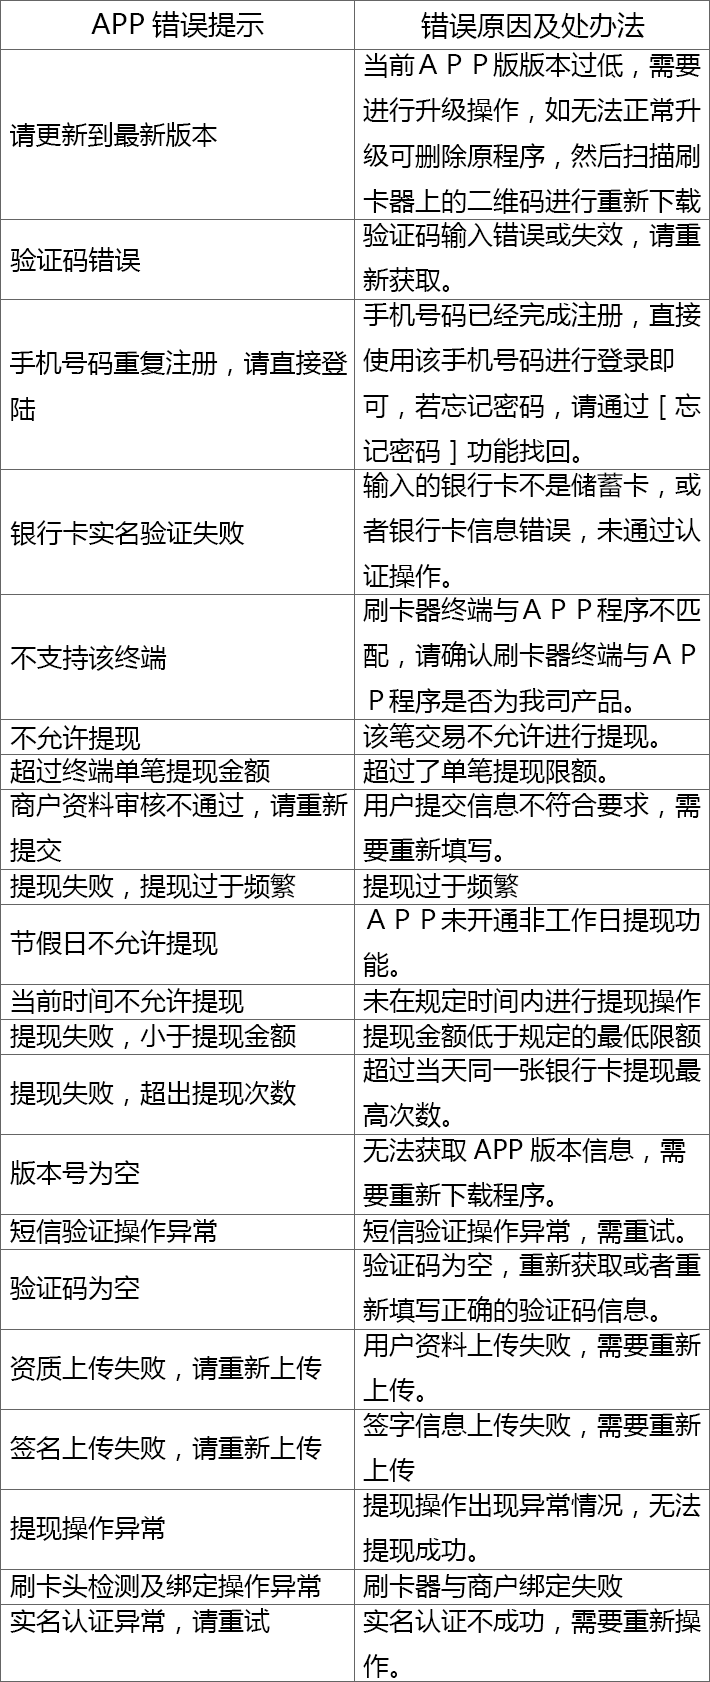 APP 错误提示
错误原因及处办法
请更新到最新版本
当前ＡＰＰ版版本过低，需要
进行升级操作，如无法正常升
级可删除原程序，然后扫描刷
卡器上的二维码进行重新下载
验证码错误
验证码输入错误或失效，请重
新获取。
手机号码重复注册，请直接登
陆
手机号码已经完成注册，直接
使用该手机号码进行登录即
可，若忘记密码，请通过［忘
记密码］功能找回。
银行卡实名验证失败
输入的银行卡不是储蓄卡，或
者银行卡信息错误，未通过认
证操作。
不支持该终端
刷卡器终端与ＡＰＰ程序不匹
配，请确认刷卡器终端与ＡＰ
Ｐ程序是否为我司产品。
不允许提现
该笔交易不允许进行提现。
超过终端单笔提现金额
超过了单笔提现限额。
商户资料审核不通过，请重新
提交
用户提交信息不符合要求，需
要重新填写。
提现失败，提现过于频繁
提现过于频繁
节假日不允许提现
ＡＰＰ未开通非工作日提现功
能。
当前时间不允许提现
未在规定时间内进行提现操作
提现失败，小于提现金额
提现金额低于规定的最低限额
提现失败，超出提现次数
超过当天同一张银行卡提现最
高次数。
版本号为空
无法获取 APP 版本信息，需
要重新下载程序。
短信验证操作异常
短信验证操作异常，需重试。
验证码为空
验证码为空，重新获取或者重
新填写正确的验证码信息。
资质上传失败，请重新上传
用户资料上传失败，需要重新
上传。
签名上传失败，请重新上传
签字信息上传失败，需要重新
上传
提现操作异常
提现操作出现异常情况，无法
提现成功。
刷卡头检测及绑定操作异常
刷卡器与商户绑定失败
实名认证异常，请重试
实名认证不成功，需要重新操
作。